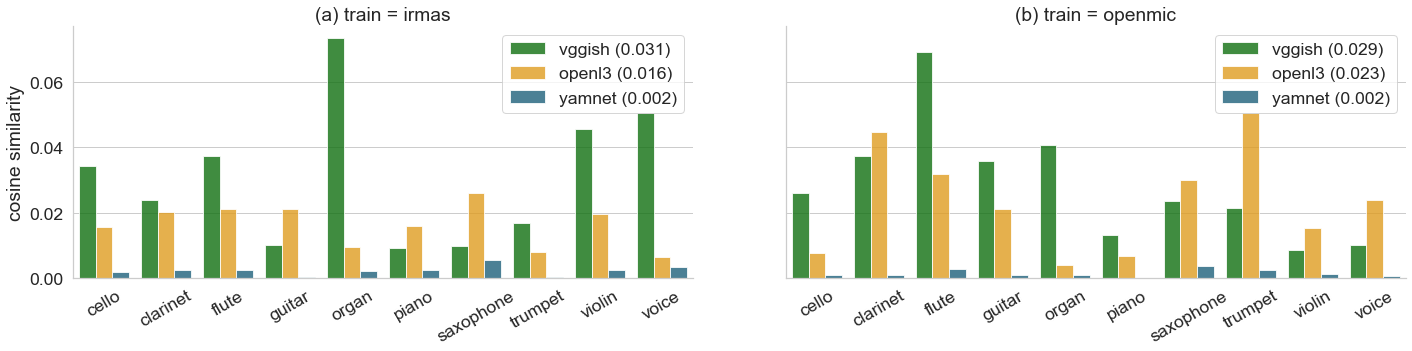 (a) train = irmas
vggish (0.031)
openl3 (0.016)
yamnet (0.002)
cosine similarity
0.06
0.04
0.02
0.00
cello
clarinet
flute
guitar
organ
piano
saxophone
trumpet
violin
voice
(b) train = openmic
vggish (0.029)
openl3 (0.023)
yamnet (0.002)
cello
clarinet
flute
guitar
organ
piano
saxophone
trumpet
violin
voice